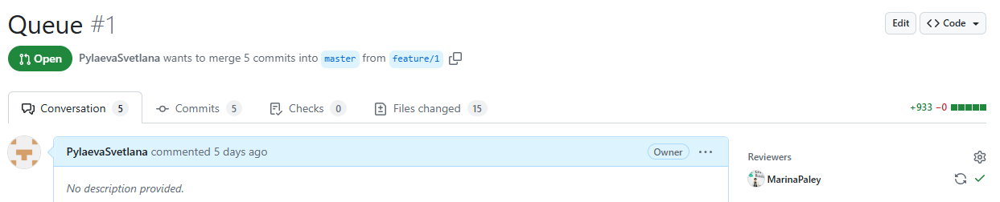 Queue #1
Edit
<> Code
Open
PylaevaSvetlana wants to merge 5 commits into master from feature/1
Conversation 5
Commits 5
Checks 0
Files changed 15
+933 −0
PylaevaSvetlana commented 5 days ago
Owner
...
No description provided.
Reviewers
MarinaPaley